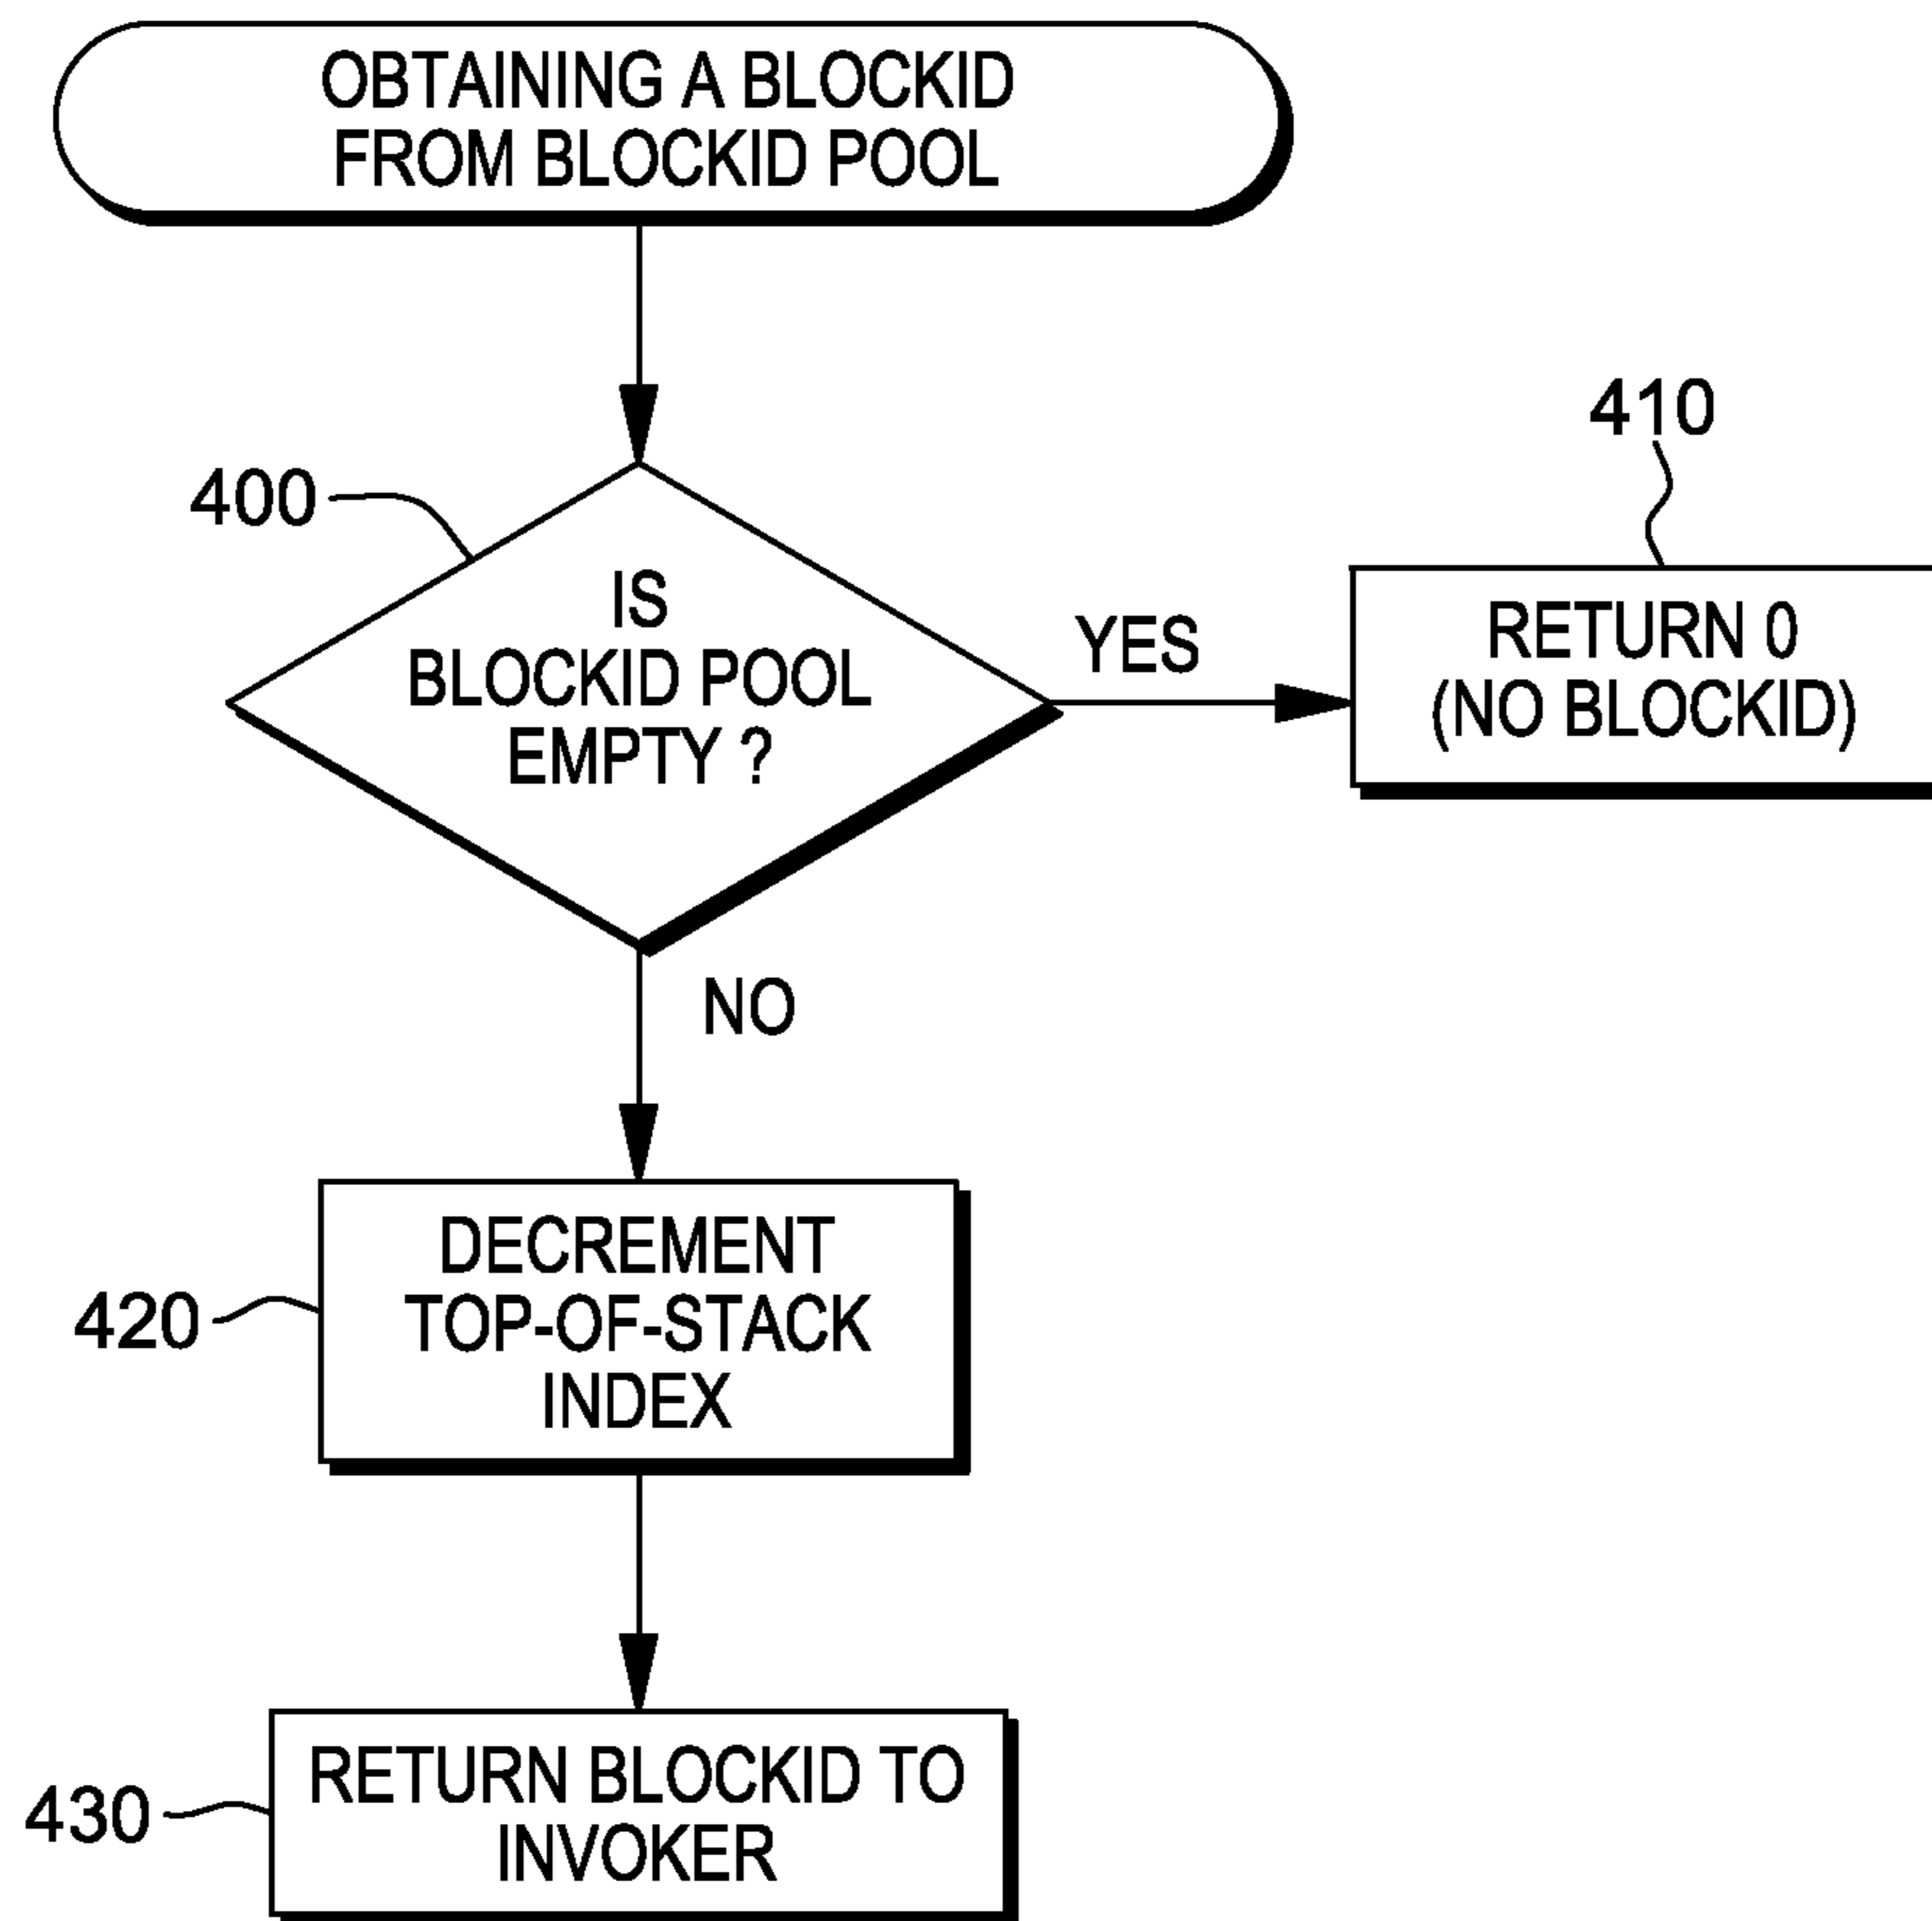 OBTAINING A BLOCKID
FROM BLOCKID POOL
410
400
IS
BLOCKID POOL
EMPTY ?
YES
RETURN 0
(NO BLOCKID)
NO
DECREMENT
TOP-OF-STACK
INDEX
420
RETURN BLOCKID TO
INVOKER
430